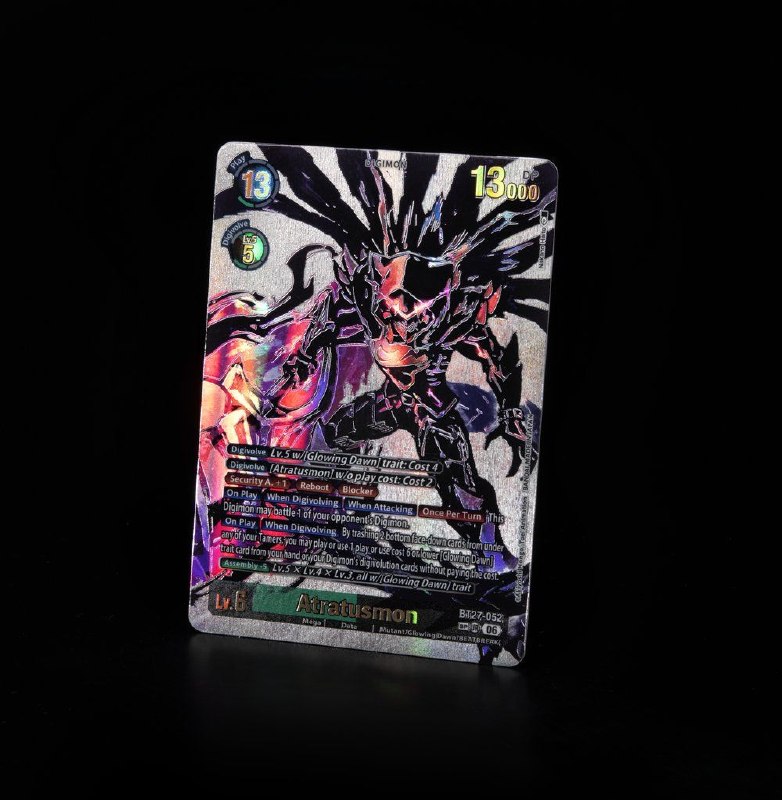 DIGIMON
Play
13
DP
13000
Digivolve
Lv.5
5
Digivolve Lv.5 w/[Glowing Dawn] trait: Cost 4
Digivolve [Atratusmon] w/o play cost: Cost 2
Security A. +1 Reboot Blocker
On Play When Digivolving When Attacking Once Per Turn This
Digimon may battle 1 of your opponent's Digimon.
On Play When Digivolving By trashing 2 bottom face-down cards from under
any of your Tamers, you may play or use 1 play or use cost 6 or lower [Glowing Dawn]
trait card from your hand or your Digimon's digivolution cards without paying the cost.
Assembly -5 Lv.5 × Lv.4 × Lv.3, all w/[Glowing Dawn] trait
Lv.6 Atratusmon BT27-052
Mega Data Mutant/Glowing Dawn/BEATBREAK
06